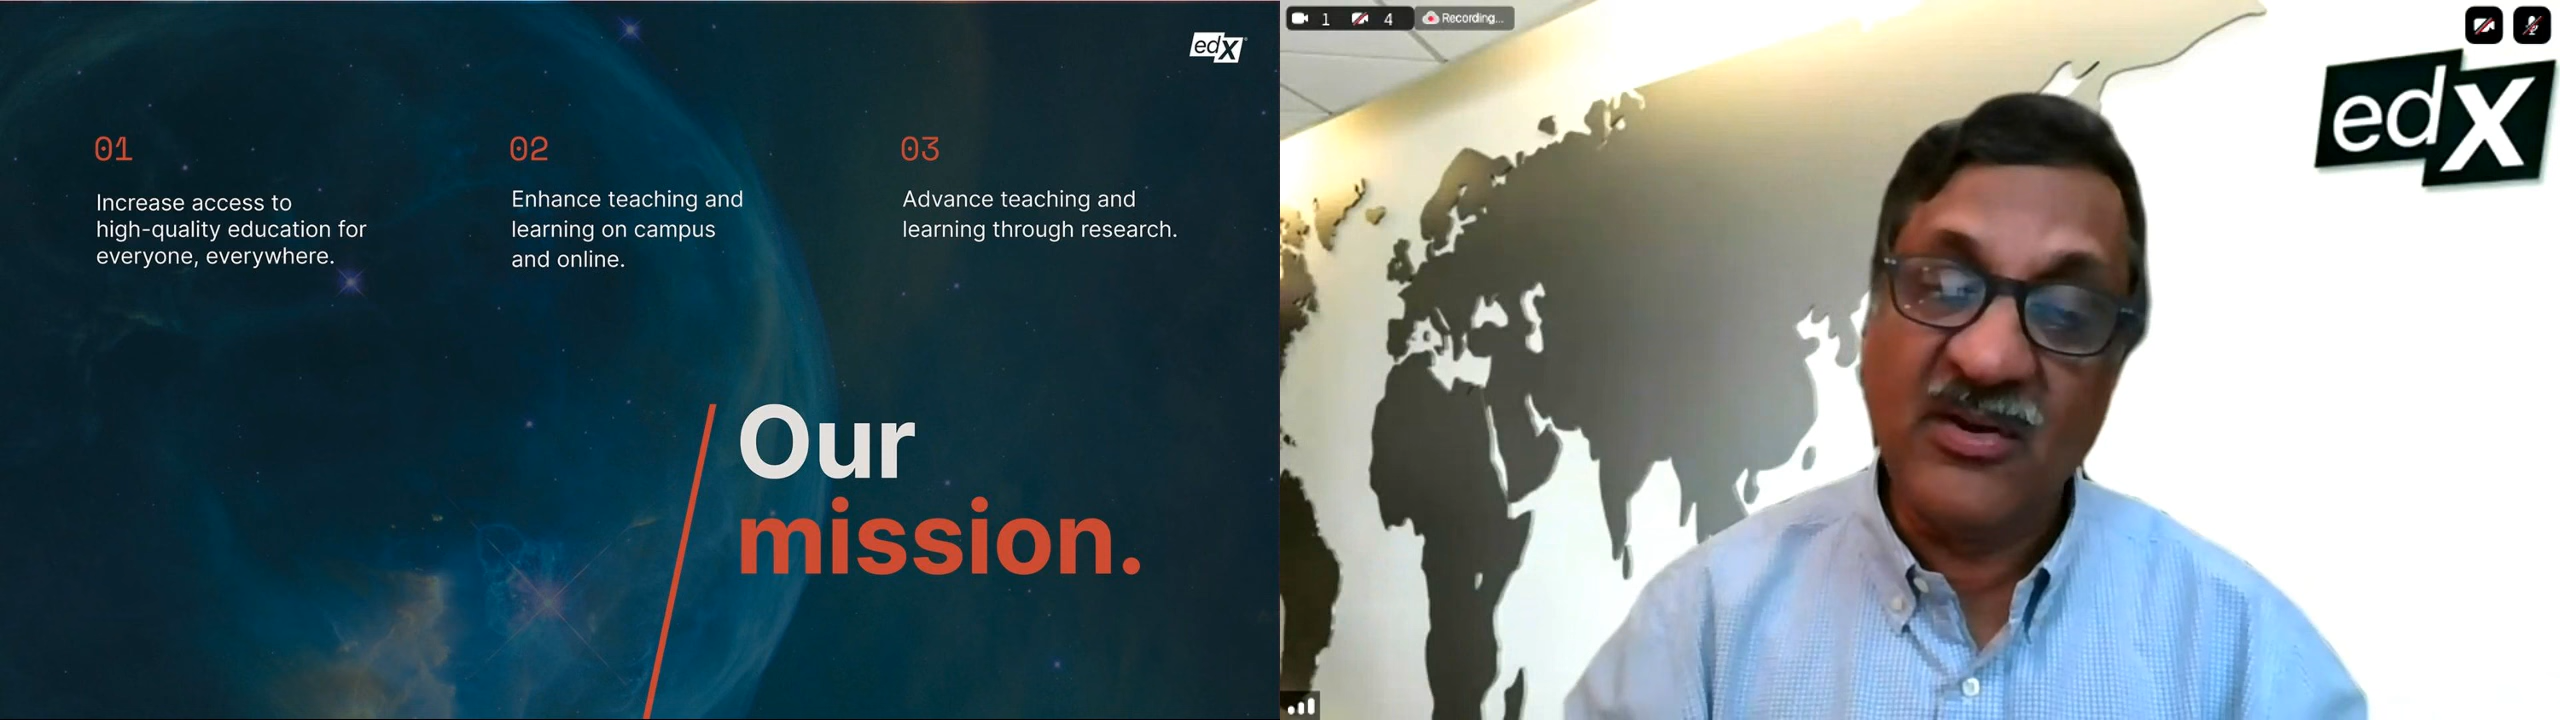 edX
01
Increase access to
high-quality education for
everyone, everywhere.
02
Enhance teaching and
learning on campus
and online.
03
Advance teaching and
learning through research.
Our
mission.
1 4 Recording...
edX